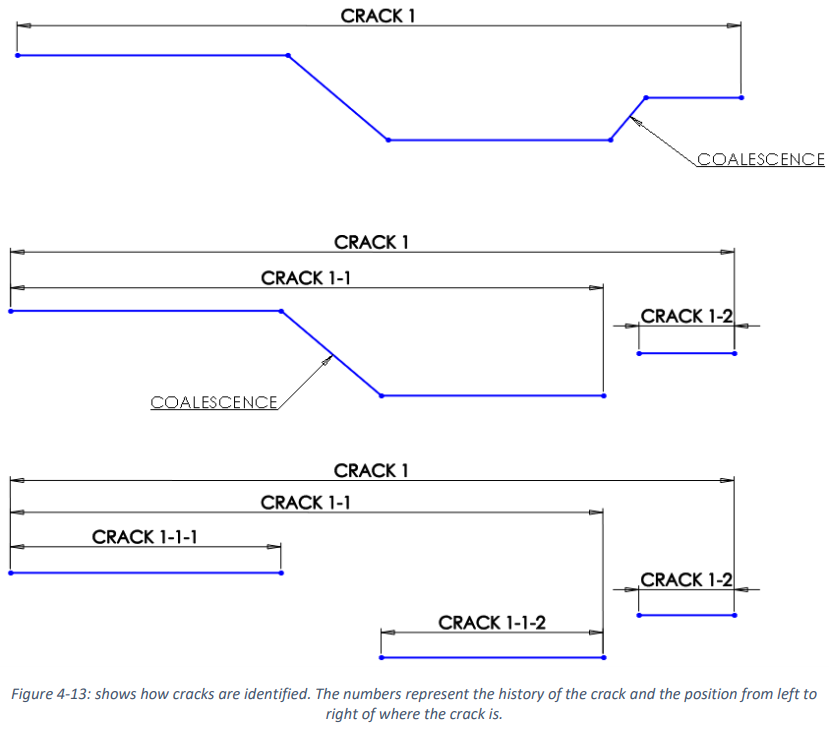 CRACK 1
COALESCENCE
CRACK 1
CRACK 1-1
CRACK 1-2
COALESCENCE
CRACK 1
CRACK 1-1
CRACK 1-1-1
CRACK 1-2
CRACK 1-1-2
Figure 4-13: shows how cracks are identified. The numbers represent the history of the crack and the position from left to
right of where the crack is.